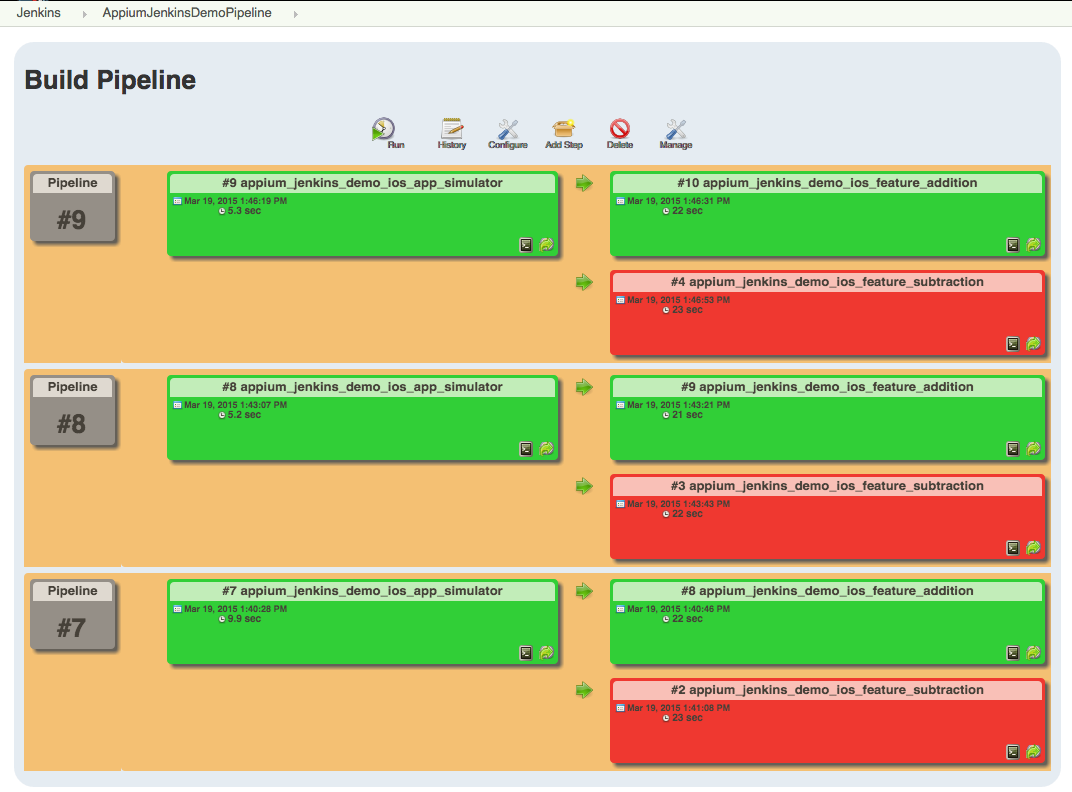 Jenkins AppiumJenkinsDemoPipeline
Build Pipeline
Run History Configure Add Step Delete Manage
Pipeline
#9
#9 appium_jenkins_demo_ios_app_simulator
Mar 19, 2015 1:46:19 PM
5.3 sec
#10 appium_jenkins_demo_ios_feature_addition
Mar 19, 2015 1:46:31 PM
22 sec
#4 appium_jenkins_demo_ios_feature_subtraction
Mar 19, 2015 1:46:53 PM
23 sec
Pipeline
#8
#8 appium_jenkins_demo_ios_app_simulator
Mar 19, 2015 1:43:07 PM
5.2 sec
#9 appium_jenkins_demo_ios_feature_addition
Mar 19, 2015 1:43:21 PM
21 sec
#3 appium_jenkins_demo_ios_feature_subtraction
Mar 19, 2015 1:43:43 PM
22 sec
Pipeline
#7
#7 appium_jenkins_demo_ios_app_simulator
Mar 19, 2015 1:40:28 PM
9.9 sec
#8 appium_jenkins_demo_ios_feature_addition
Mar 19, 2015 1:40:46 PM
22 sec
#2 appium_jenkins_demo_ios_feature_subtraction
Mar 19, 2015 1:41:08 PM
23 sec